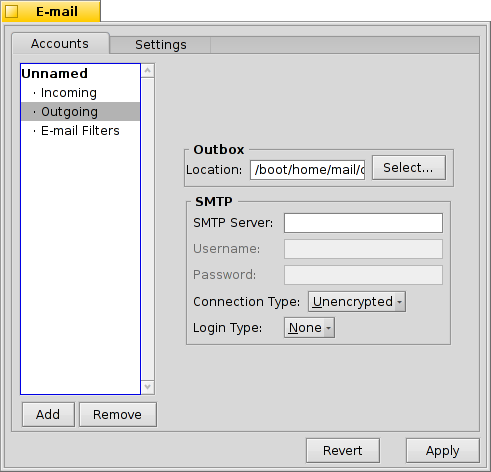 E-mail
Accounts Settings
Unnamed
· Incoming
· Outgoing
· E-mail Filters
Outbox
Location: /boot/home/mail/ Select...
SMTP
SMTP Server:
Username:
Password:
Connection Type: Unencrypted
Login Type: None
Add Remove
Revert Apply